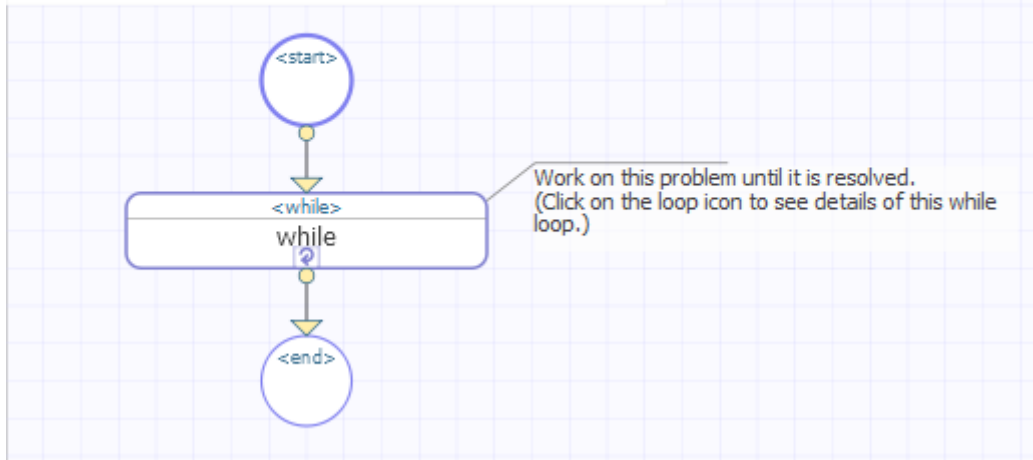 <start>
<while>
while
Work on this problem until it is resolved.
(Click on the loop icon to see details of this while
loop.)
<end>